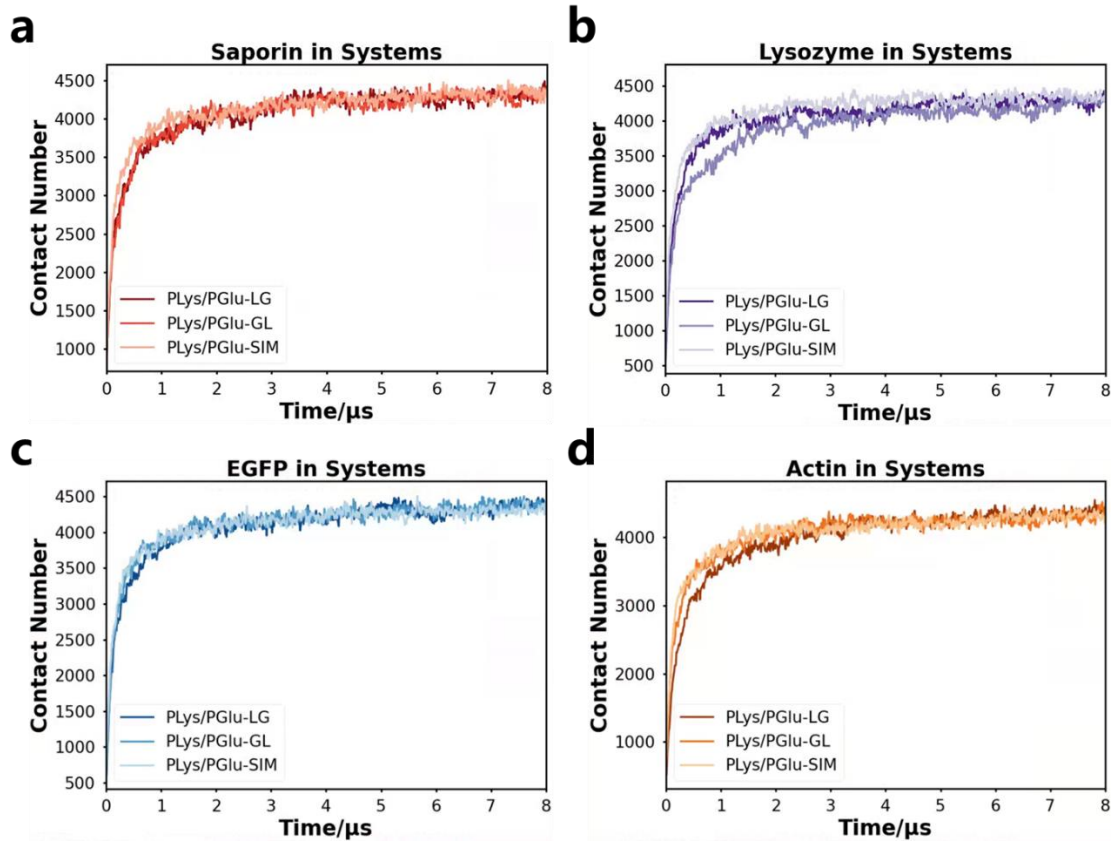 a
Saporin in Systems
Contact Number
4500
4000
3500
3000
2500
2000
1500
1000
PLys/PGlu-LG
PLys/PGlu-GL
PLys/PGlu-SIM
0 1 2 3 4 5 6 7 8
Time/μs
b
Lysozyme in Systems
Contact Number
4500
4000
3500
3000
2500
2000
1500
1000
500
PLys/PGlu-LG
PLys/PGlu-GL
PLys/PGlu-SIM
0 1 2 3 4 5 6 7 8
Time/μs
c
EGFP in Systems
Contact Number
4500
4000
3500
3000
2500
2000
1500
1000
500
PLys/PGlu-LG
PLys/PGlu-GL
PLys/PGlu-SIM
0 1 2 3 4 5 6 7 8
Time/μs
d
Actin in Systems
Contact Number
4000
3000
2000
1000
PLys/PGlu-LG
PLys/PGlu-GL
PLys/PGlu-SIM
0 1 2 3 4 5 6 7 8
Time/μs